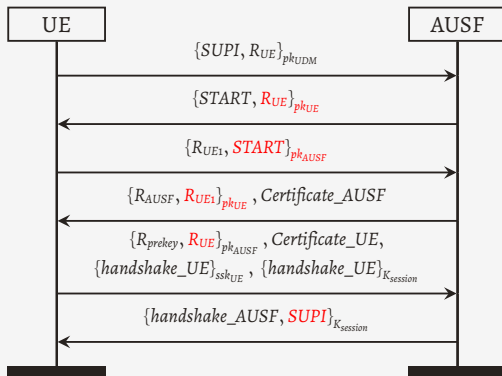 UE AUSF
{SUPI, R_UE}_pk_UDM
{START, R_UE}_pk_UE
{R_UE1, START}_pk_AUSF
{R_AUSF, R_UE1}_pk_UE , Certificate_AUSF
{R_prekey, R_UE}_pk_AUSF , Certificate_UE,
{handshake_UE}_ssk_UE , {handshake_UE}_K_session
{handshake_AUSF, SUPI}_K_session